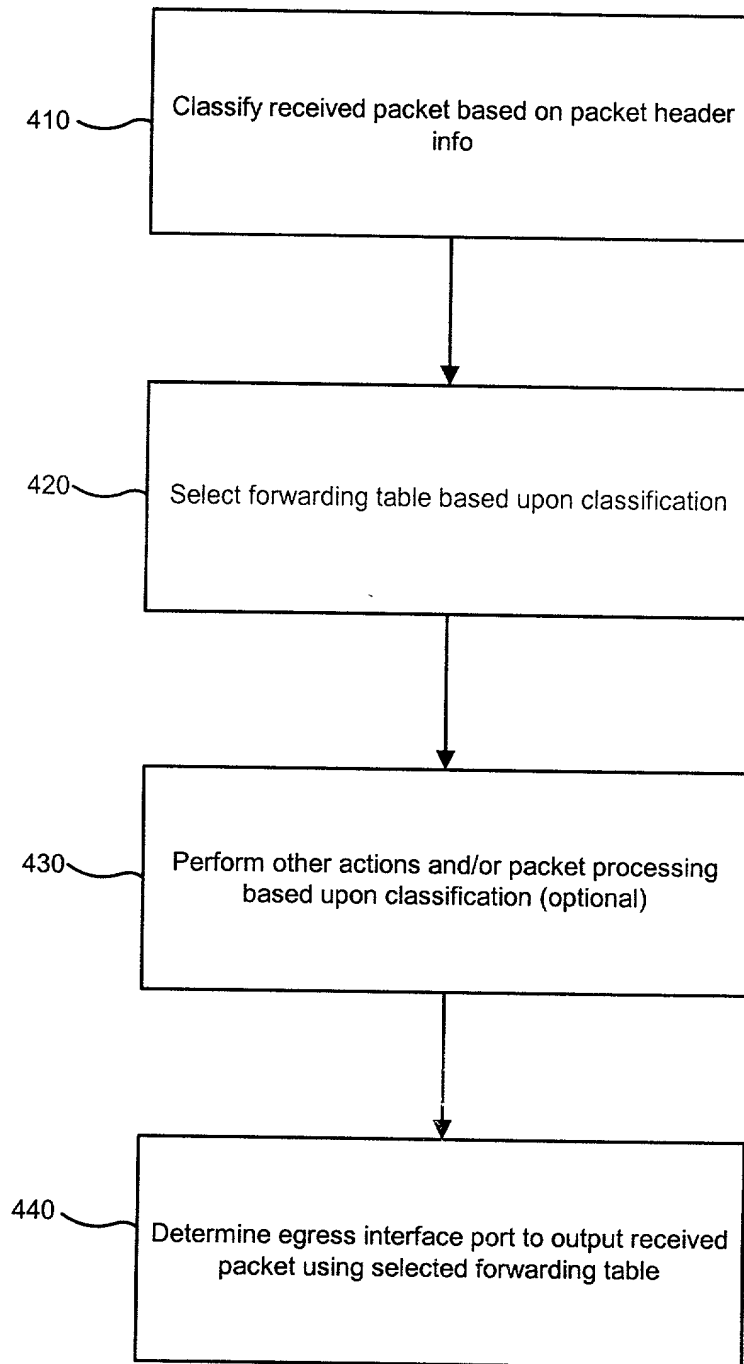 410
Classify received packet based on packet header
info
420
Select forwarding table based upon classification
430
Perform other actions and/or packet processing
based upon classification (optional)
440
Determine egress interface port to output received
packet using selected forwarding table